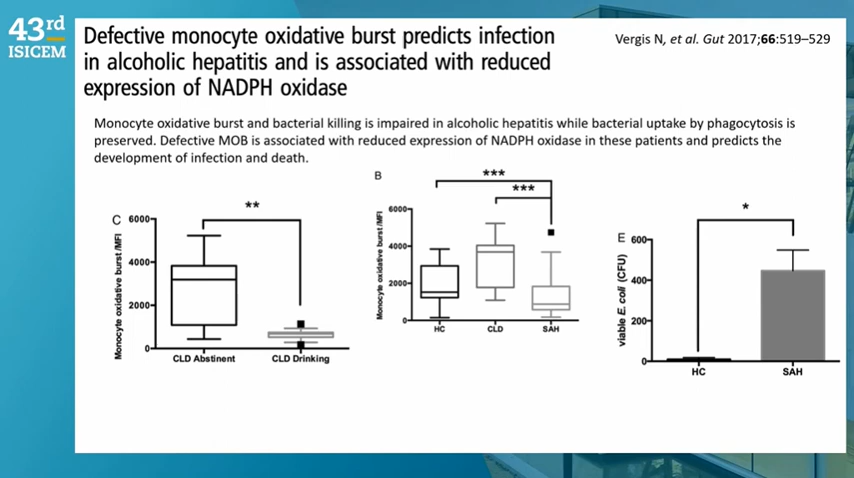 43rd
ISICEM
Defective monocyte oxidative burst predicts infection
in alcoholic hepatitis and is associated with reduced
expression of NADPH oxidase
Vergis N, et al. Gut 2017;66:519–529
Monocyte oxidative burst and bacterial killing is impaired in alcoholic hepatitis while bacterial uptake by phagocytosis is
preserved. Defective MOB is associated with reduced expression of NADPH oxidase in these patients and predicts the
development of infection and death.
C
**
Monocyte oxidative burst/MFI
6000
4000
2000
0
CLD Abstinent
CLD Drinking
B
***
***
Monocyte oxidative burst/MFI
6000
4000
2000
0
HC
CLD
SAH
E
*
viable E. coli (CFU)
600
400
200
0
HC
SAH